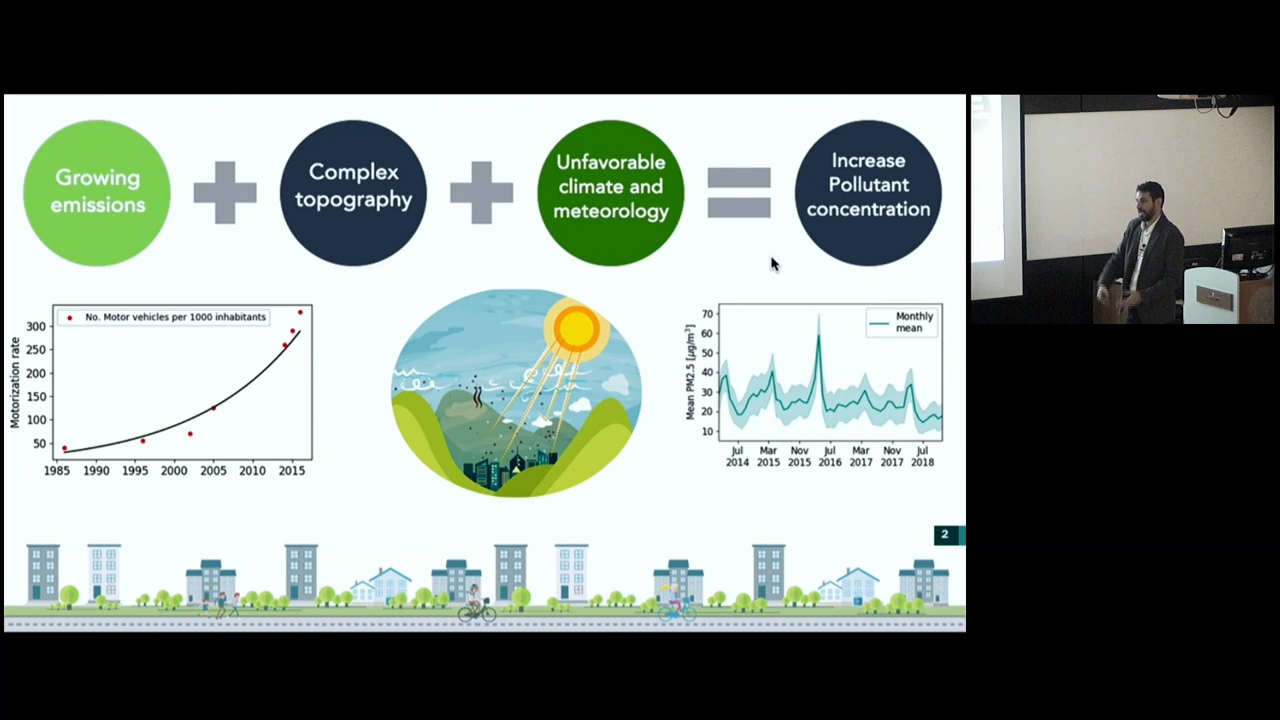 Growing
emissions
Complex
topography
Unfavorable
climate and
meteorology
Increase
Pollutant
concentration
No. Motor vehicles per 1000 inhabitants
Motorization rate
300
250
200
150
100
50
1985 1990 1995 2000 2005 2010 2015
Monthly
mean
Mean PM2.5 [μg/m³]
70
60
50
40
30
20
10
Jul Mar Nov Jul Mar Nov Jul
2014 2015 2015 2016 2017 2017 2018
2